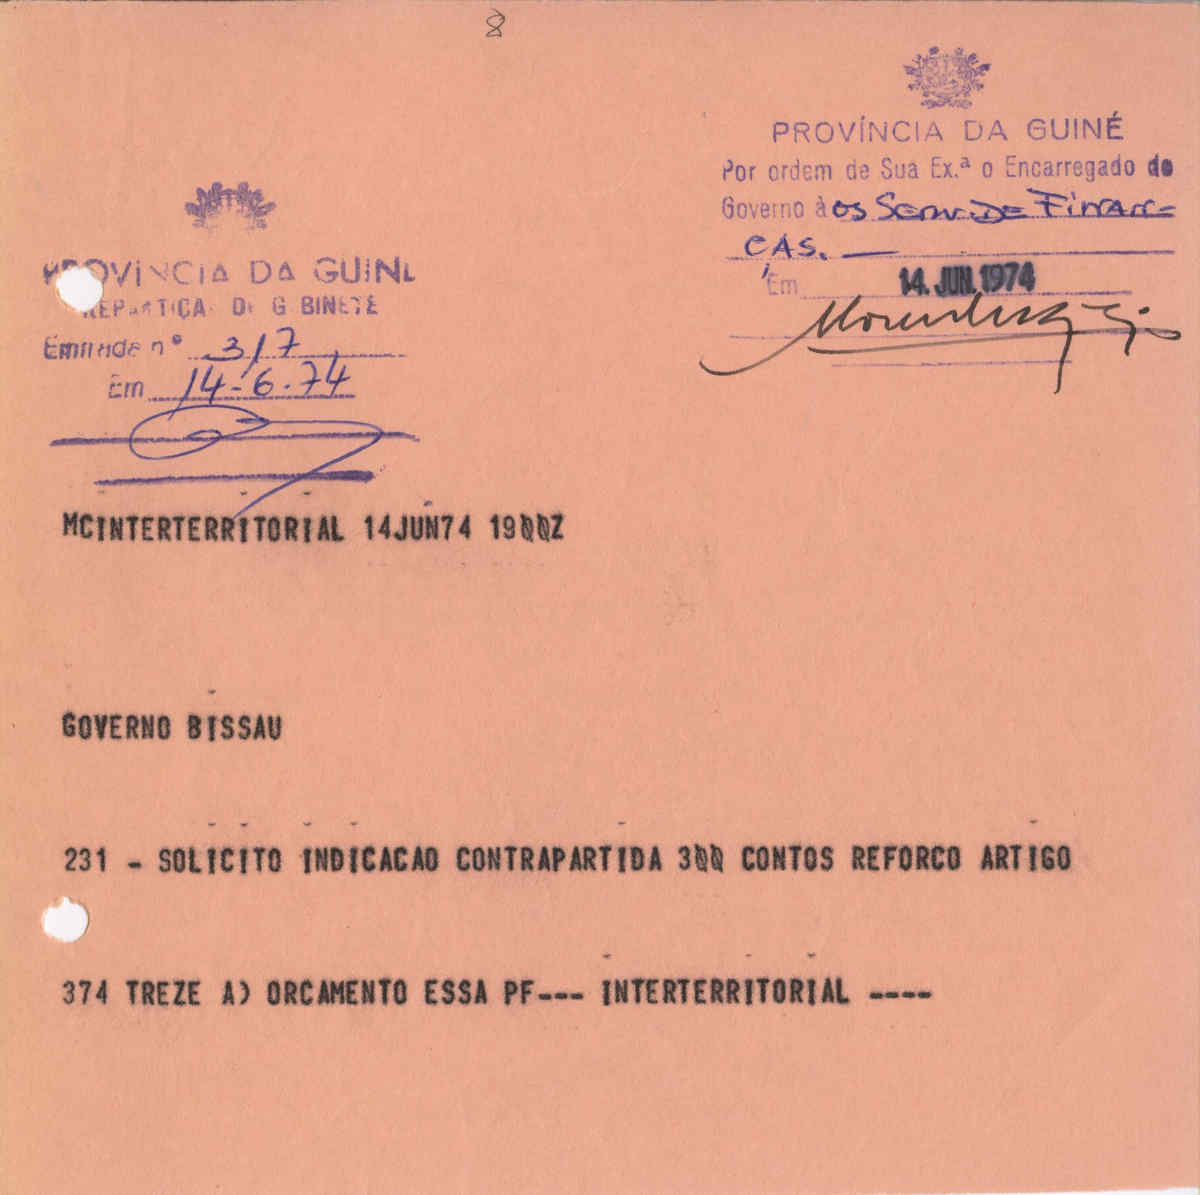 8
PROVÍNCIA DA GUINÉ
Por ordem de Sua Ex.ª o Encarregado do
Governo à os Serv. de Finan-
ças.
Em 14. JUN. 1974
PROVÍNCIA DA GUINÉ
REPARTIÇÃO DE GABINETE
Entrada nº 317
Em 14-6-74
MCINTERTERRITORIAL 14JUN74 1900Z
GOVERNO BISSAU
231 - SOLICITO INDICACAO CONTRAPARTIDA 300 CONTOS REFORCO ARTIGO
374 TREZE A) ORCAMENTO ESSA PF--- INTERTERRITORIAL ----